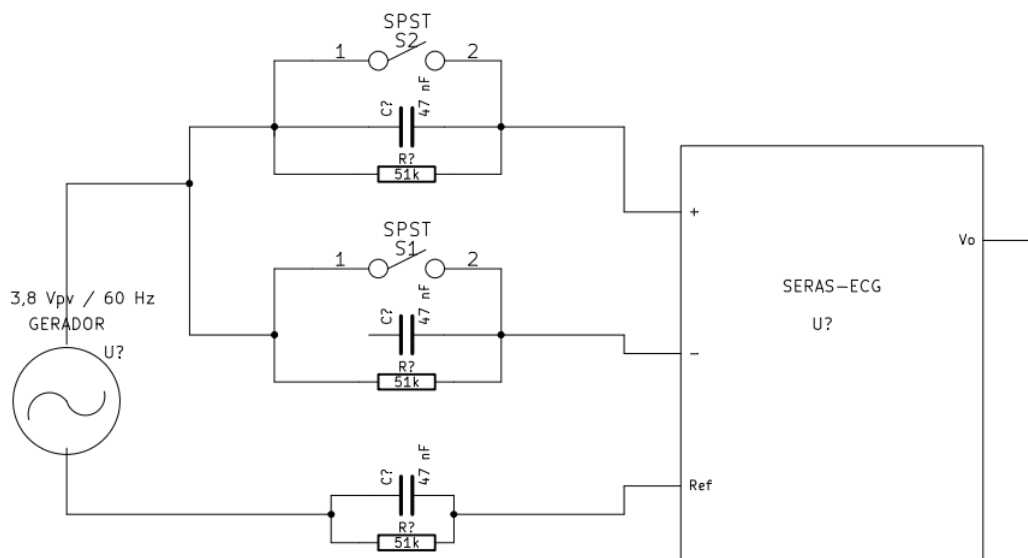 SPST
S2
1 2
C? 47 nF
R?
51k
SPST
S1
1 2
C? 47 nF
R?
51k
3,8 Vpv / 60 Hz
GERADOR
U?
C? 47 nF
R?
51k
+
-
Ref
Vo
SERAS-ECG
U?